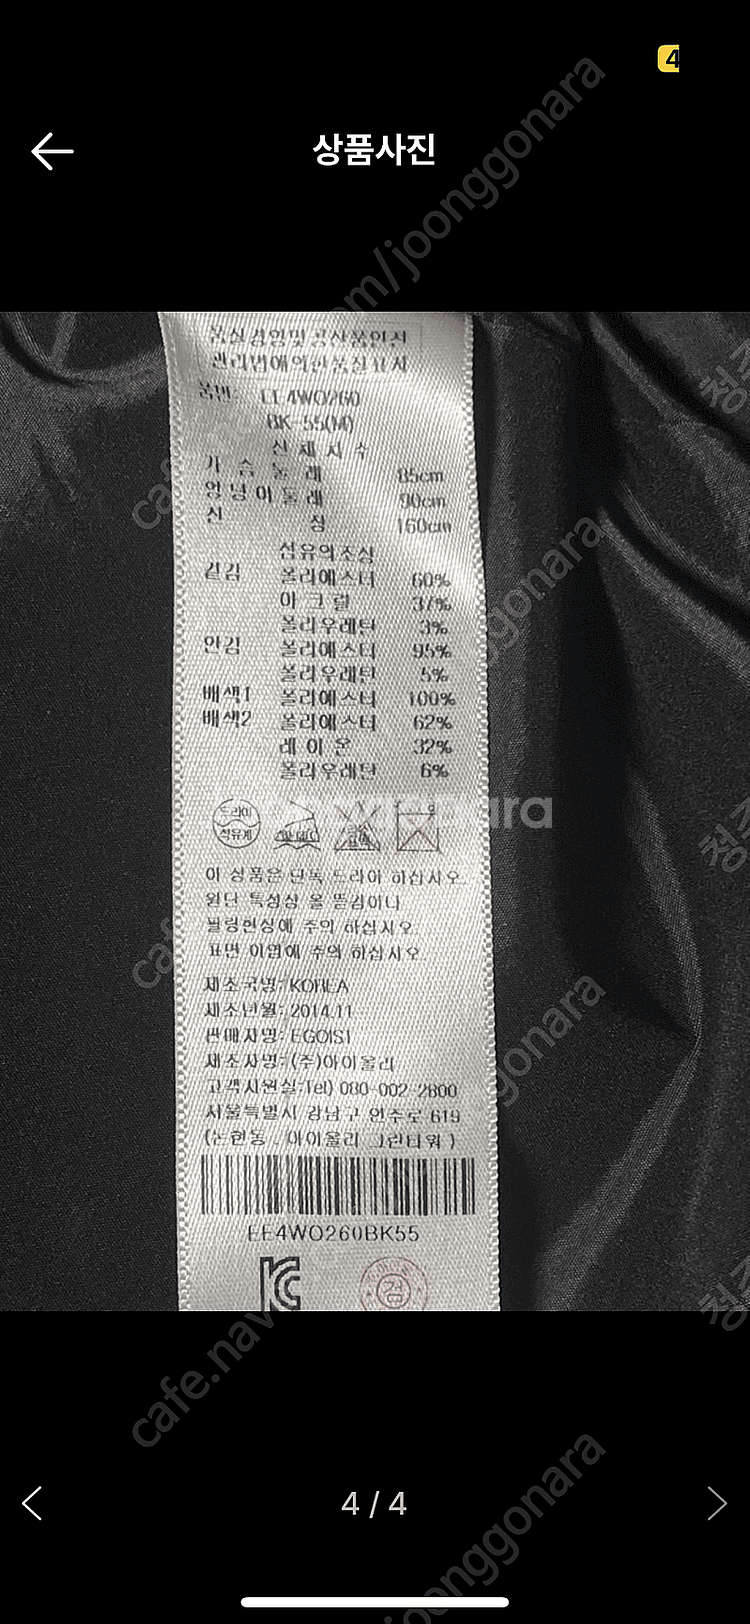 4
상품사진
품질경영및공산품안전
관리법에의한품질표시
품번: EE4WO260
BK-55(M)
신체치수
가슴둘레 85cm
엉덩이둘레 90cm
신장 160cm
섬유의조성
겉감 폴리에스터 60%
아크릴 37%
폴리우레탄 3%
안감 폴리에스터 95%
폴리우레탄 5%
배색1 폴리에스터 100%
배색2 폴리에스터 62%
레이온 32%
폴리우레탄 6%
드라이
석유계
이 상품은 단독 드라이 하십시오.
원단 특성상 올 뜯김이나
필링현상에 주의 하십시오.
표면 이염에 주의 하십시오.
제조국명: KOREA
제조년월: 2014.11
판매자명: EGOIST
제조자명: (주)아이올리
고객지원실:Tel) 080-002-2800
서울특별시 강남구 언주로 619
(논현동 , 아이올리 그린타워 )
EE4WO260BK55
검
4 / 4
cafe.nav
om/joonggonara
joonggonara